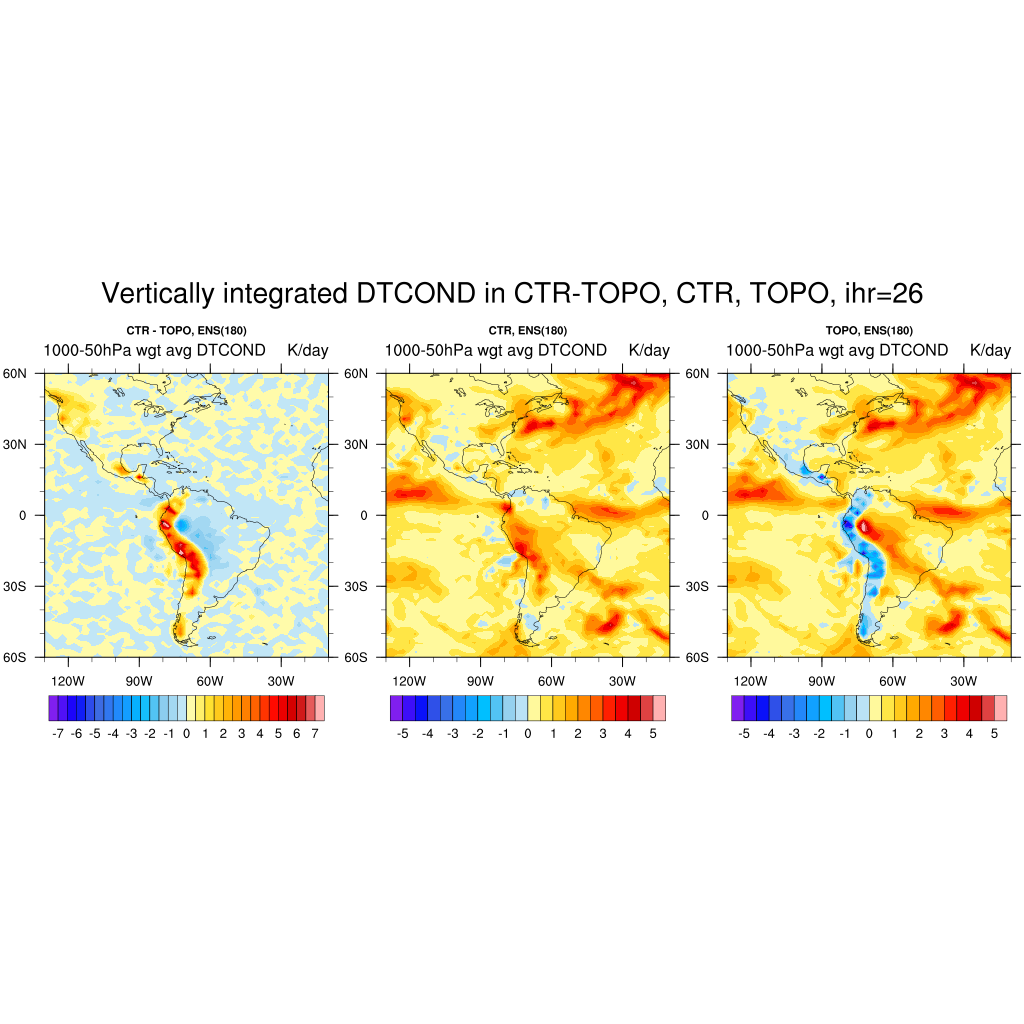 Vertically integrated DTCOND in CTR-TOPO, CTR, TOPO, ihr=26
CTR - TOPO, ENS(180)
1000-50hPa wgt avg DTCOND K/day
60N
30N
0
30S
60S
120W 90W 60W 30W
-7 -6 -5 -4 -3 -2 -1 0 1 2 3 4 5 6 7
CTR, ENS(180)
1000-50hPa wgt avg DTCOND K/day
60N
30N
0
30S
60S
120W 90W 60W 30W
-5 -4 -3 -2 -1 0 1 2 3 4 5
TOPO, ENS(180)
1000-50hPa wgt avg DTCOND K/day
60N
30N
0
30S
60S
120W 90W 60W 30W
-5 -4 -3 -2 -1 0 1 2 3 4 5